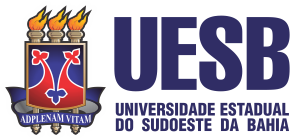 UESB
UNIVERSIDADE ESTADUAL
DO SUDOESTE DA BAHIA
ADPLENAM VITAM